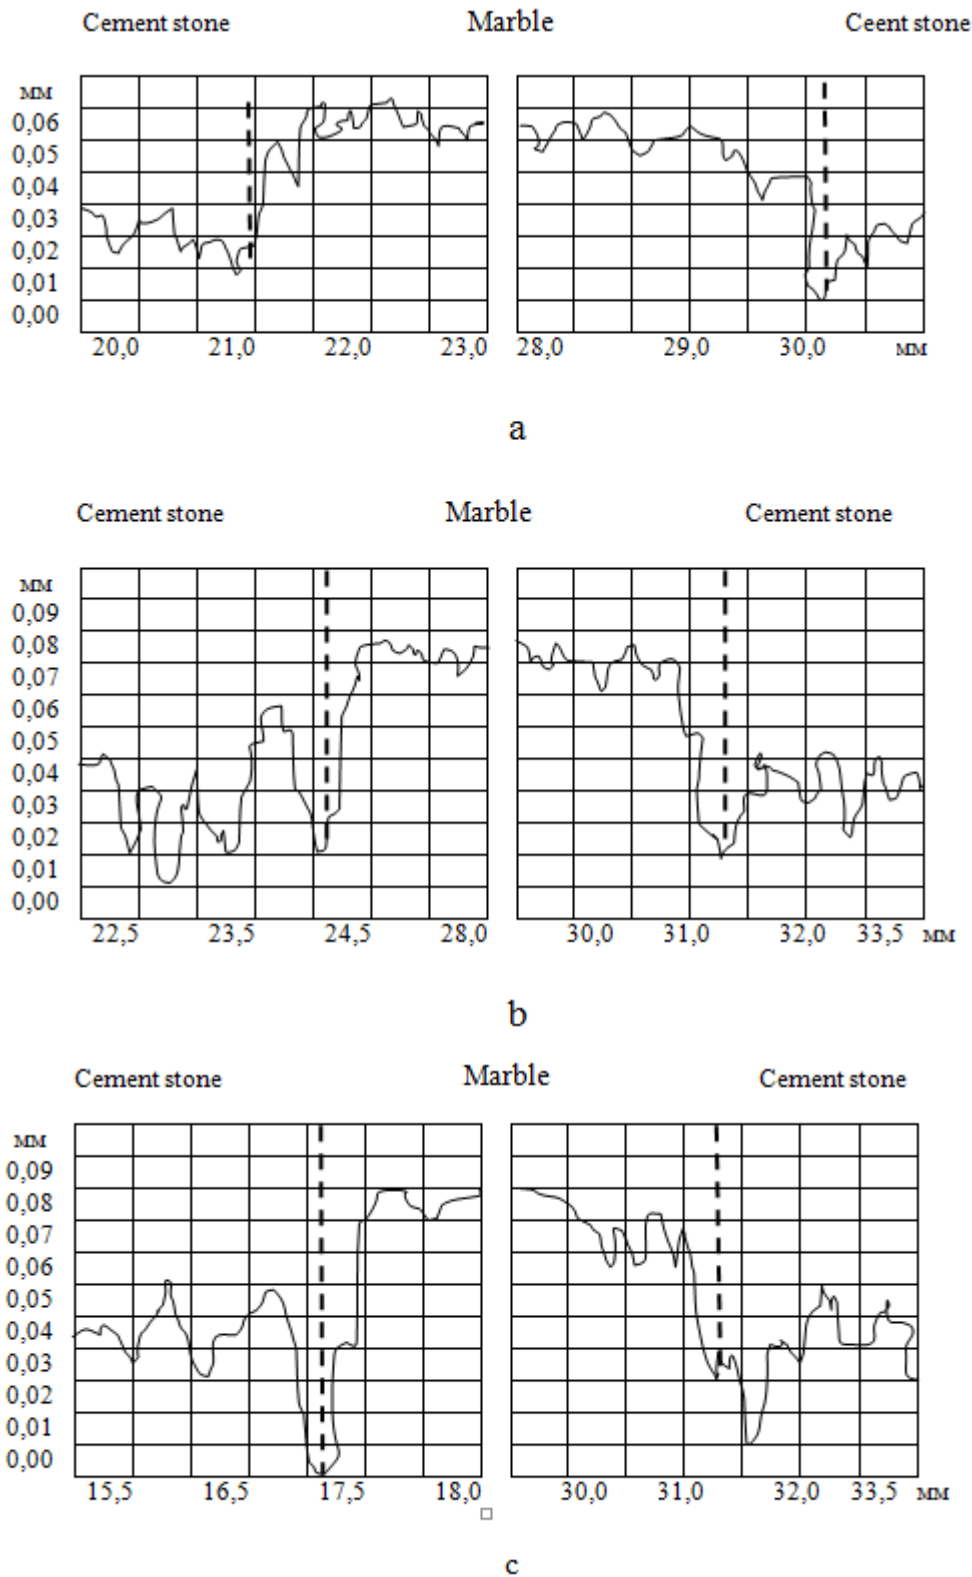 Cement stone Marble Ceent stone
мм
0,06
0,05
0,04
0,03
0,02
0,01
0,00
20,0 21,0 22,0 23,0 28,0 29,0 30,0 мм
a
Cement stone Marble Cement stone
мм
0,09
0,08
0,07
0,06
0,05
0,04
0,03
0,02
0,01
0,00
22,5 23,5 24,5 28,0 30,0 31,0 32,0 33,5 мм
b
Cement stone Marble Cement stone
мм
0,09
0,08
0,07
0,06
0,05
0,04
0,03
0,02
0,01
0,00
15,5 16,5 17,5 18,0 30,0 31,0 32,0 33,5 мм
c